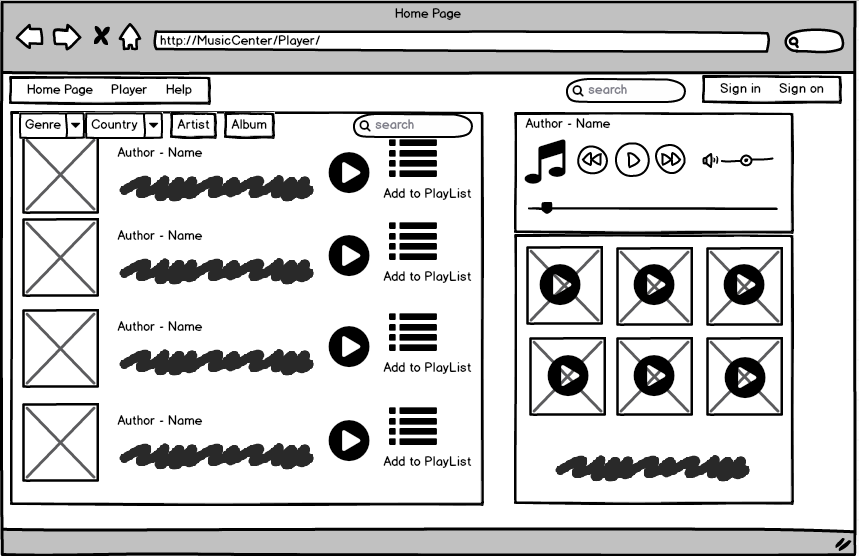 Home Page
http://MusicCenter/Player/
Home Page Player Help
search
Sign in Sign on
Genre Country Artist Album
search
Author - Name
Add to PlayList
Author - Name
Add to PlayList
Author - Name
Add to PlayList
Author - Name
Add to PlayList
Author - Name